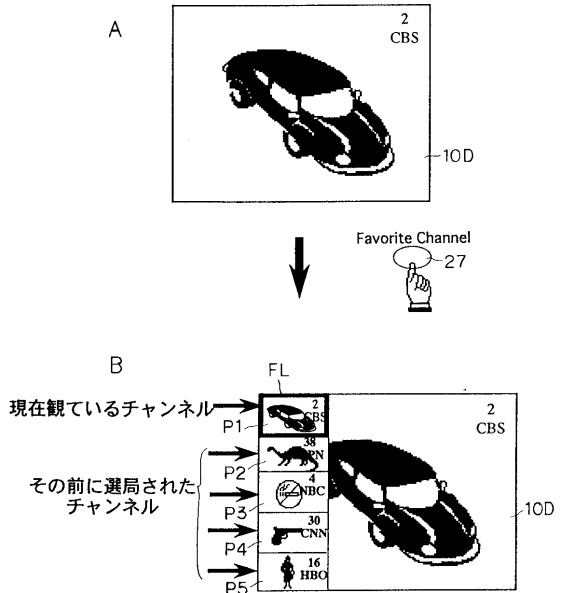 A
2
CBS
10D
Favorite Channel
27
B
FL
現在観ているチャンネル
P1
2
CBS
2
CBS
その前に選局された
チャンネル
P2
38
PN
P3
4
NBC
P4
30
CNN
P5
16
HBO
10D